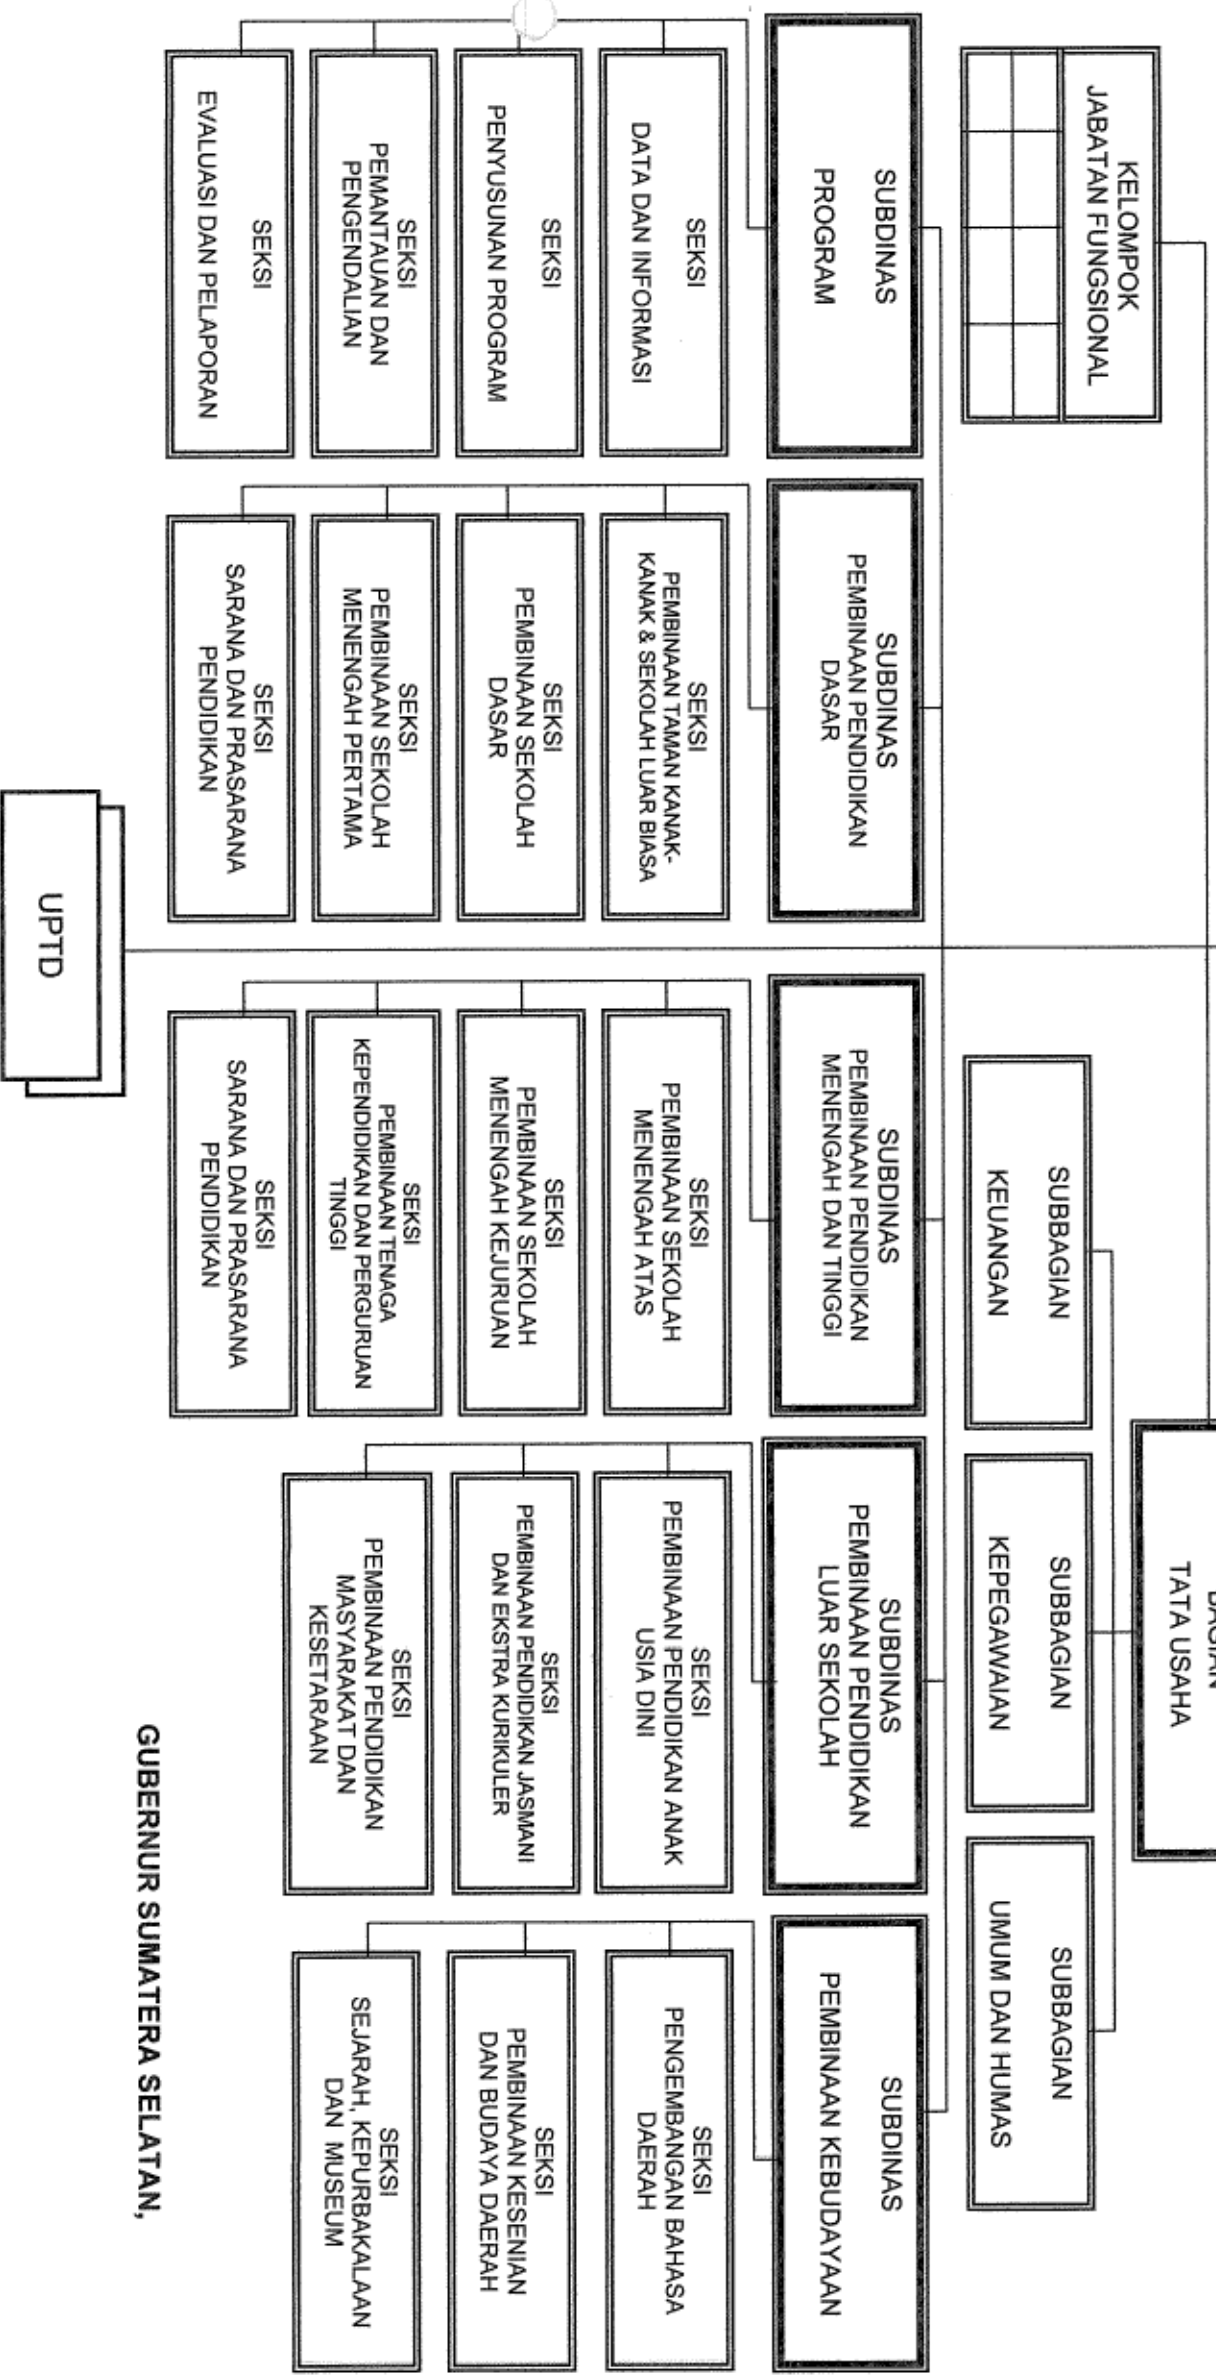 BAGIAN
TATA USAHA
KELOMPOK
JABATAN FUNGSIONAL
SUBBAGIAN
KEUANGAN
SUBBAGIAN
KEPEGAWAIAN
SUBBAGIAN
UMUM DAN HUMAS
SUBDINAS
PROGRAM
SEKSI
DATA DAN INFORMASI
SEKSI
PENYUSUNAN PROGRAM
SEKSI
PEMANTAUAN DAN
PENGENDALIAN
SEKSI
EVALUASI DAN PELAPORAN
SUBDINAS
PEMBINAAN PENDIDIKAN
DASAR
SEKSI
PEMBINAAN TAMAN KANAK-
KANAK & SEKOLAH LUAR BIASA
SEKSI
PEMBINAAN SEKOLAH
DASAR
SEKSI
PEMBINAAN SEKOLAH
MENENGAH PERTAMA
SEKSI
SARANA DAN PRASARANA
PENDIDIKAN
SUBDINAS
PEMBINAAN PENDIDIKAN
MENENGAH DAN TINGGI
SEKSI
PEMBINAAN SEKOLAH
MENENGAH ATAS
SEKSI
PEMBINAAN SEKOLAH
MENENGAH KEJURUAN
SEKSI
PEMBINAAN TENAGA
KEPENDIDIKAN DAN PERGURUAN
TINGGI
SEKSI
SARANA DAN PRASARANA
PENDIDIKAN
SUBDINAS
PEMBINAAN PENDIDIKAN
LUAR SEKOLAH
SEKSI
PEMBINAAN PENDIDIKAN ANAK
USIA DINI
SEKSI
PEMBINAAN PENDIDIKAN JASMANI
DAN EKSTRA KURIKULER
SEKSI
PEMBINAAN PENDIDIKAN
MASYARAKAT DAN
KESETARAAN
SUBDINAS
PEMBINAAN KEBUDAYAAN
SEKSI
PENGEMBANGAN BAHASA
DAERAH
SEKSI
PEMBINAAN KESENIAN
DAN BUDAYA DAERAH
SEKSI
SEJARAH, KEPURBAKALAAN
DAN MUSEUM
UPTD
GUBERNUR SUMATERA SELATAN,